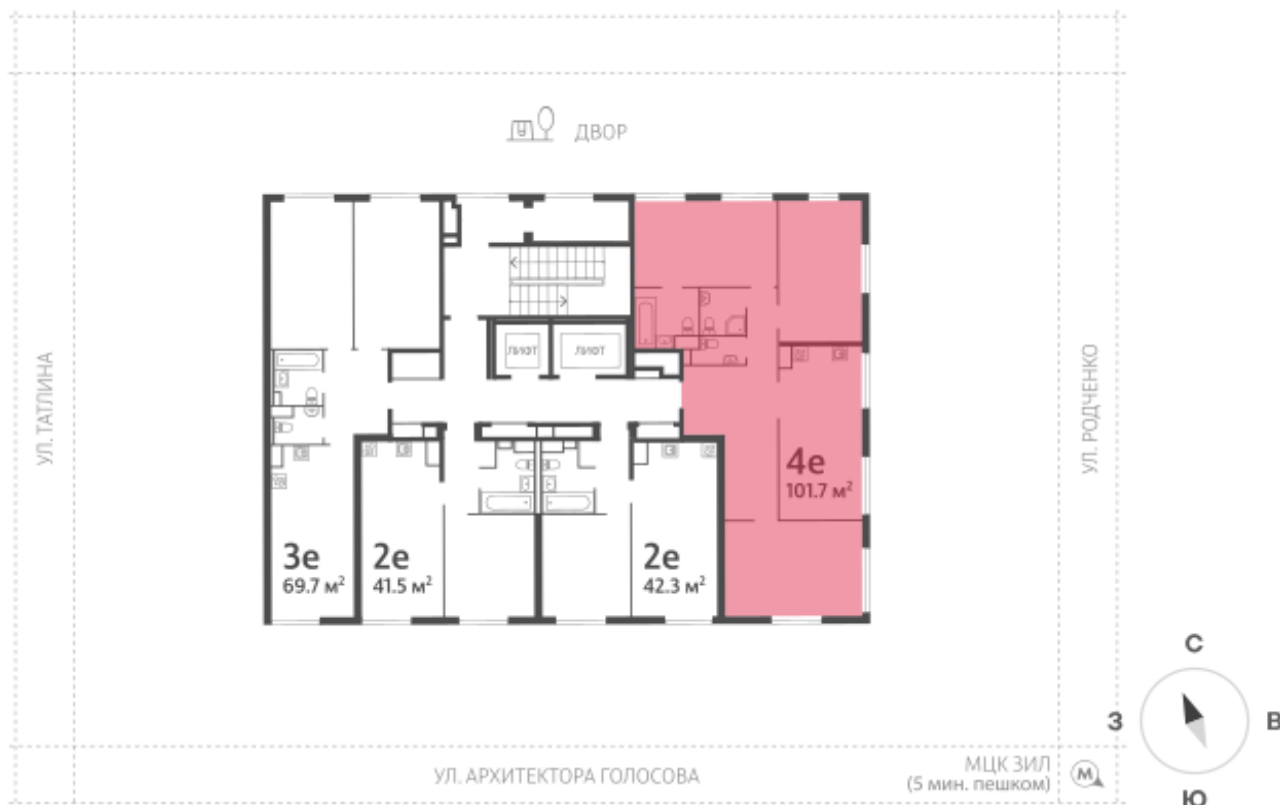 ДВОР
УЛ. ТАТЛИНА
ЛИФТ
ЛИФТ
УЛ. РОДЧЕНКО
4е
101.7 м²
3е
69.7 м²
2е
41.5 м²
2е
42.3 м²
С
З
В
Ю
УЛ. АРХИТЕКТОРА ГОЛОСОВА
МЦК ЗИЛ
(5 мин. пешком)
М